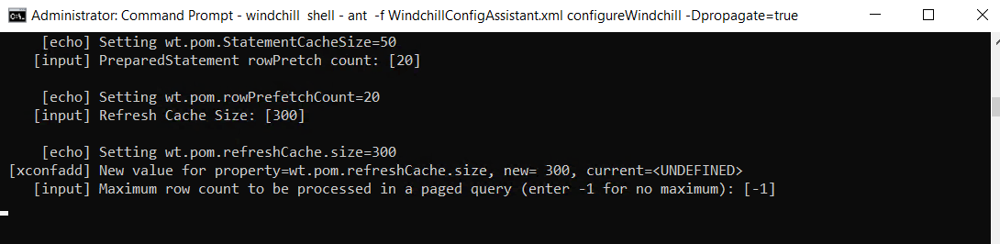 Administrator: Command Prompt - windchill shell - ant -f WindchillConfigAssistant.xml configureWindchill -Dpropagate=true
[echo] Setting wt.pom.StatementCacheSize=50
[input] PreparedStatement rowPretch count: [20]
[echo] Setting wt.pom.rowPrefetchCount=20
[input] Refresh Cache Size: [300]
[echo] Setting wt.pom.refreshCache.size=300
[xconfadd] New value for property=wt.pom.refreshCache.size, new= 300, current=<UNDEFINED>
[input] Maximum row count to be processed in a paged query (enter -1 for no maximum): [-1]